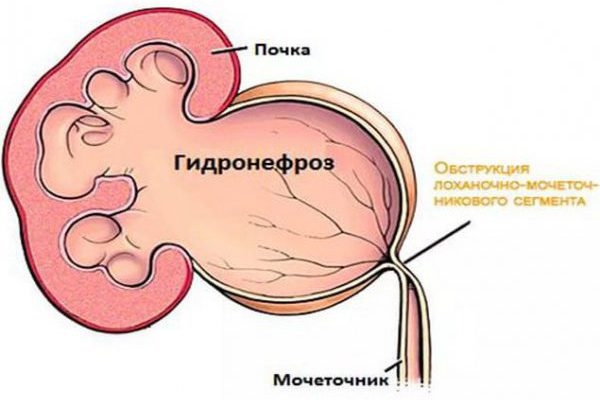 Почка
Гидронефроз
Обструкция
лоханочно-мочеточ-
никового сегмента
Мочеточник